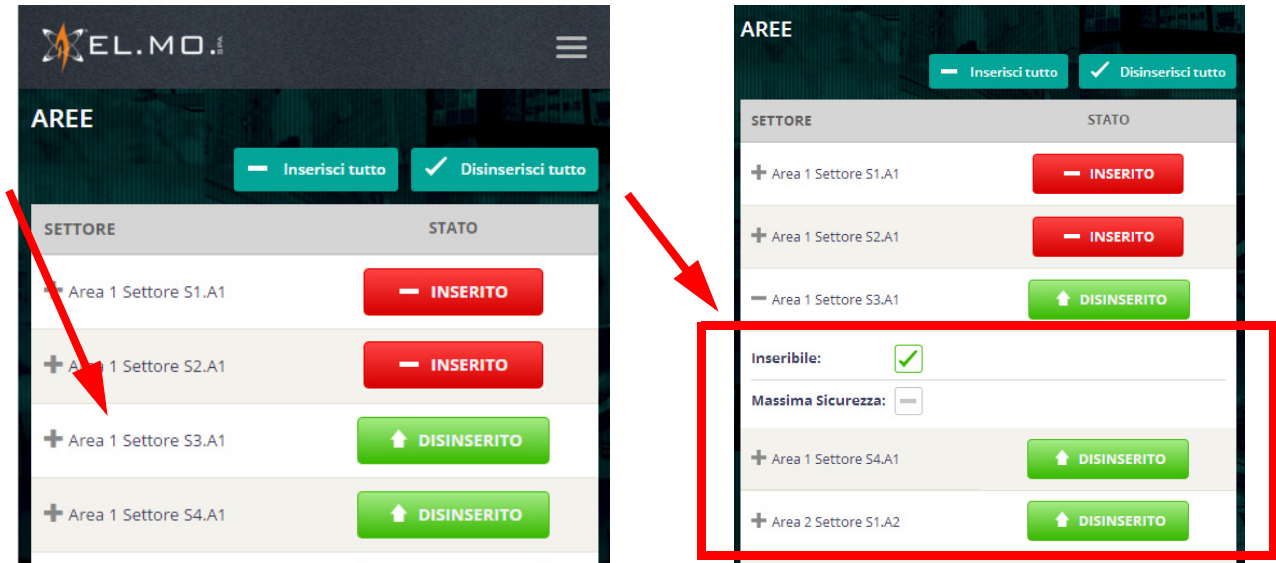 EL.MO. SPA
AREE
Inserisci tutto Disinserisci tutto
SETTORE STATO
Area 1 Settore S1.A1 INSERITO
Area 1 Settore S2.A1 INSERITO
Area 1 Settore S3.A1 DISINSERITO
Area 1 Settore S4.A1 DISINSERITO
AREE
Inserisci tutto Disinserisci tutto
SETTORE STATO
Area 1 Settore S1.A1 INSERITO
Area 1 Settore S2.A1 INSERITO
Area 1 Settore S3.A1 DISINSERITO
Inseribile:
Massima Sicurezza:
Area 1 Settore S4.A1 DISINSERITO
Area 2 Settore S1.A2 DISINSERITO